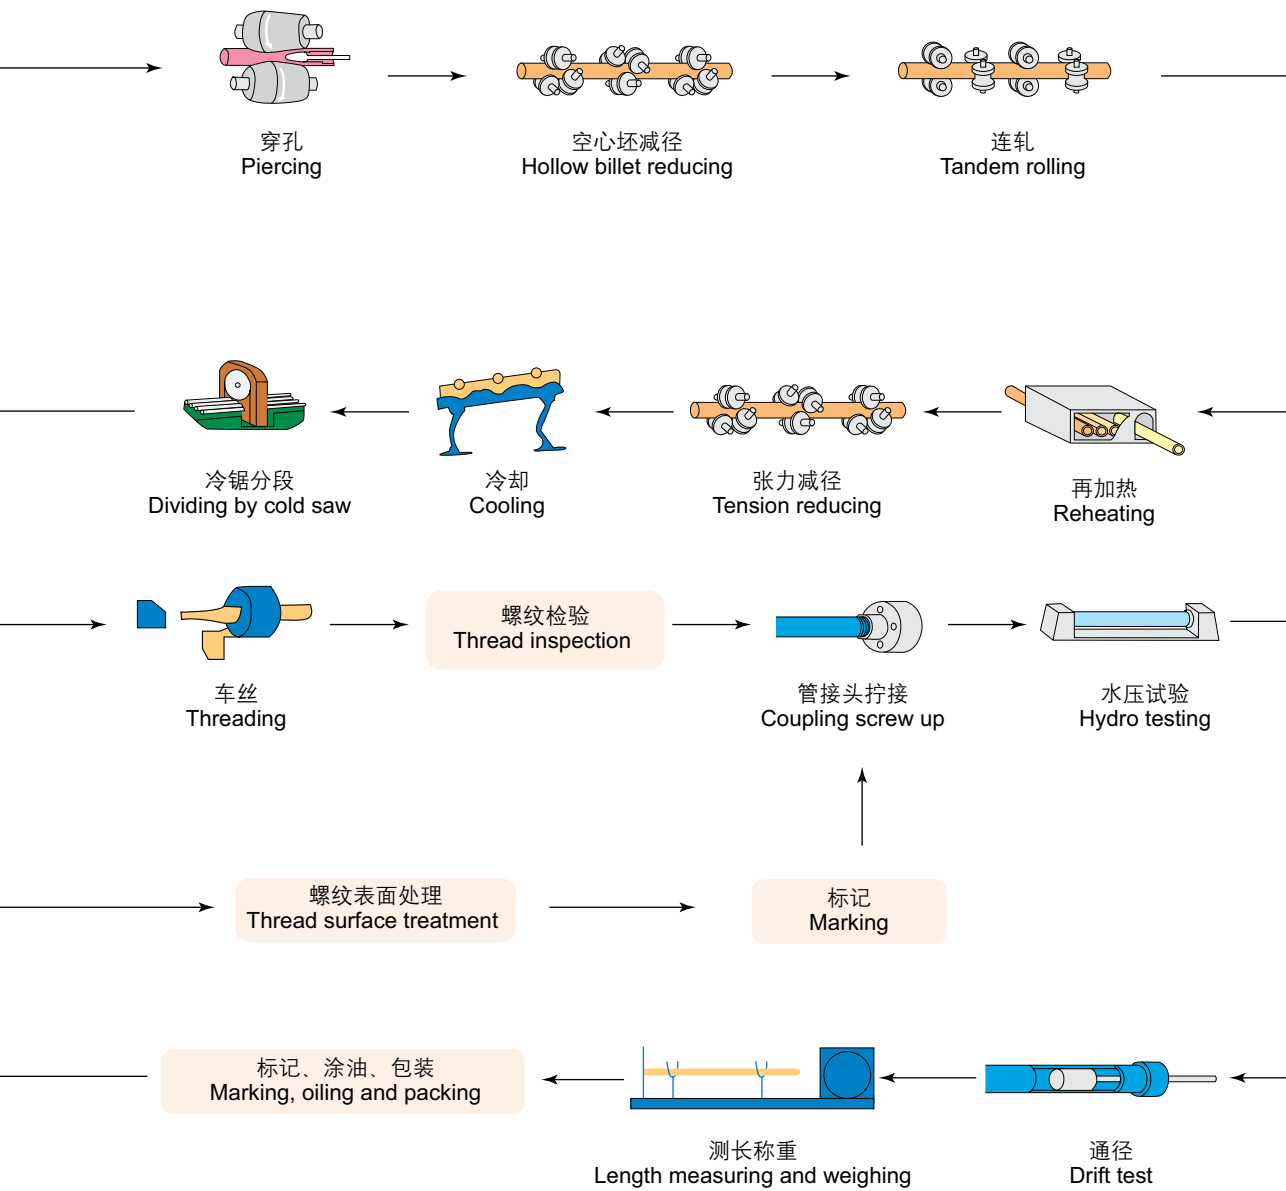 穿孔
Piercing
空心坯减径
Hollow billet reducing
连轧
Tandem rolling
冷锯分段
Dividing by cold saw
冷却
Cooling
张力减径
Tension reducing
再加热
Reheating
车丝
Threading
螺纹检验
Thread inspection
管接头拧接
Coupling screw up
水压试验
Hydro testing
螺纹表面处理
Thread surface treatment
标记
Marking
标记、涂油、包装
Marking, oiling and packing
测长称重
Length measuring and weighing
通径
Drift test